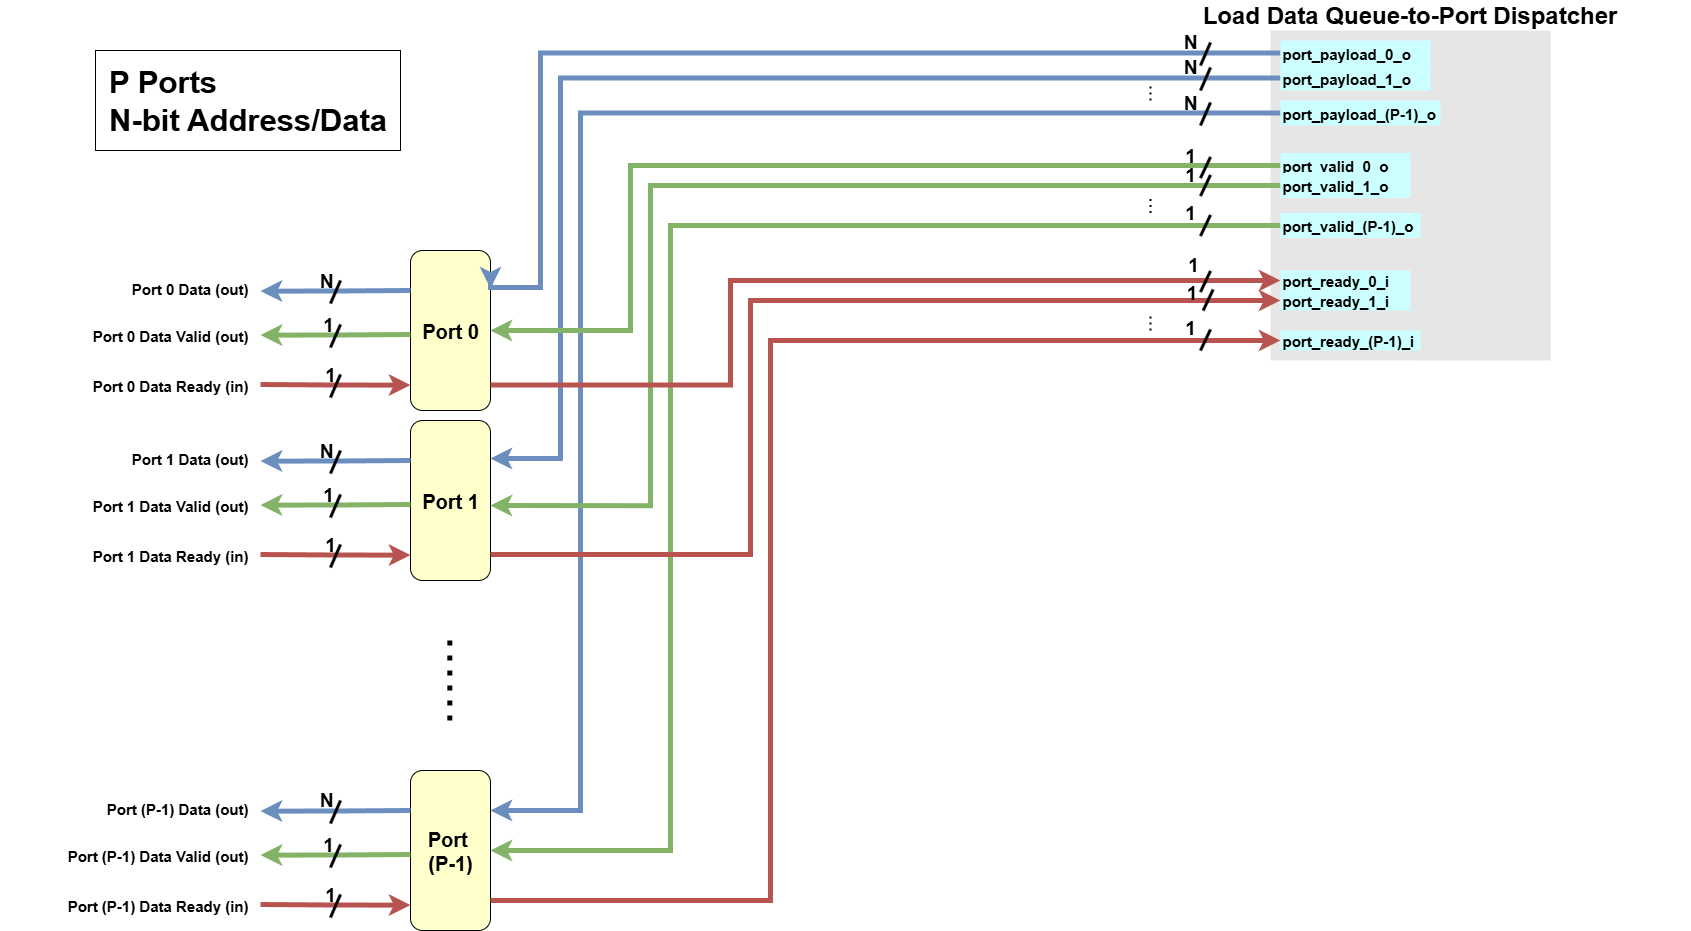 Load Data Queue-to-Port Dispatcher
P Ports
N-bit Address/Data
N
port_payload_0_o
N
port_payload_1_o
N
port_payload_(P-1)_o
1
port_valid_0_o
1
port_valid_1_o
1
port_valid_(P-1)_o
1
port_ready_0_i
1
port_ready_1_i
1
port_ready_(P-1)_i
Port 0 Data (out)
N
Port 0 Data Valid (out)
1
Port 0
Port 0 Data Ready (in)
1
Port 1 Data (out)
N
Port 1 Data Valid (out)
1
Port 1
Port 1 Data Ready (in)
1
Port (P-1) Data (out)
N
Port (P-1) Data Valid (out)
1
Port
(P-1)
Port (P-1) Data Ready (in)
1